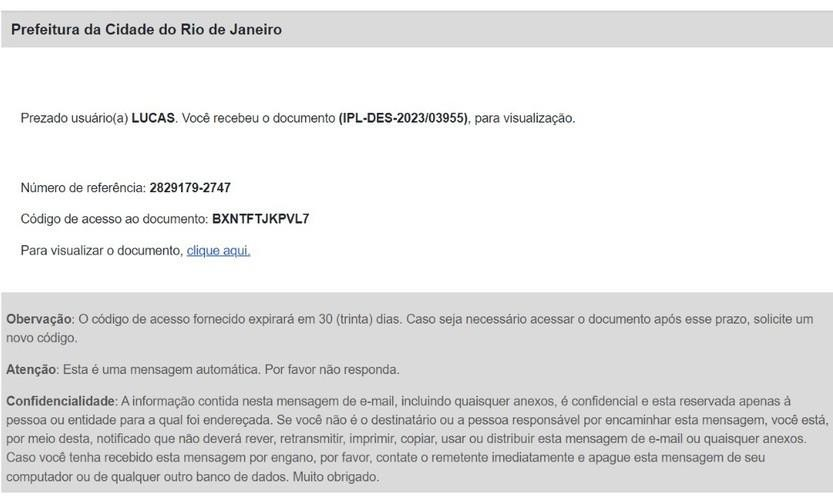 Prefeitura da Cidade do Rio de Janeiro
Prezado usuário(a) LUCAS. Você recebeu o documento (IPL-DES-2023/03955), para visualização.
Número de referência: 2829179-2747
Código de acesso ao documento: BXNTFTJKPVL7
Para visualizar o documento, clique aqui.
Obervação: O código de acesso fornecido expirará em 30 (trinta) dias. Caso seja necessário acessar o documento após esse prazo, solicite um
novo código.
Atenção: Esta é uma mensagem automática. Por favor não responda.
Confidencialidade: A informação contida nesta mensagem de e-mail, incluindo quaisquer anexos, é confidencial e esta reservada apenas à
pessoa ou entidade para a qual foi endereçada. Se você não é o destinatário ou a pessoa responsável por encaminhar esta mensagem, você está,
por meio desta, notificado que não deverá rever, retransmitir, imprimir, copiar, usar ou distribuir esta mensagem de e-mail ou quaisquer anexos.
Caso você tenha recebido esta mensagem por engano, por favor, contate o remetente imediatamente e apague esta mensagem de seu
computador ou de qualquer outro banco de dados. Muito obrigado.